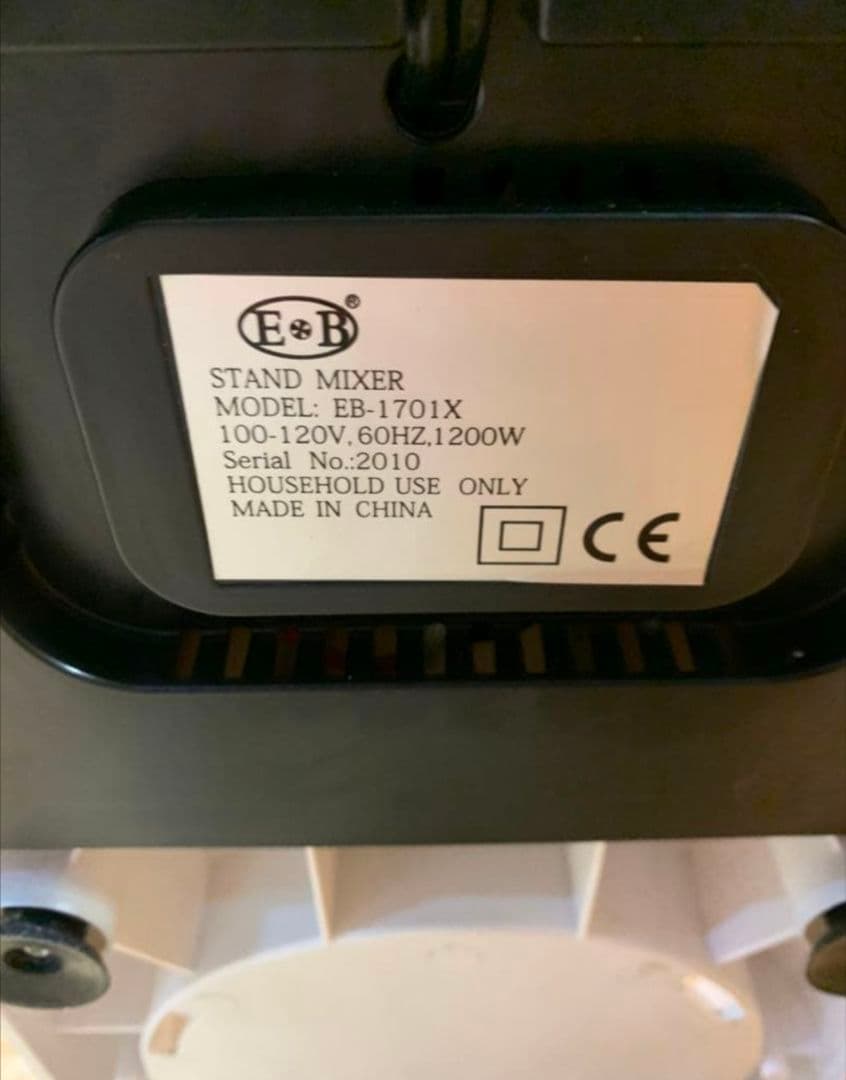 E B ®
STAND MIXER
MODEL: EB-1701X
100-120V,60HZ,1200W
Serial No.:2010
HOUSEHOLD USE ONLY
MADE IN CHINA
CE